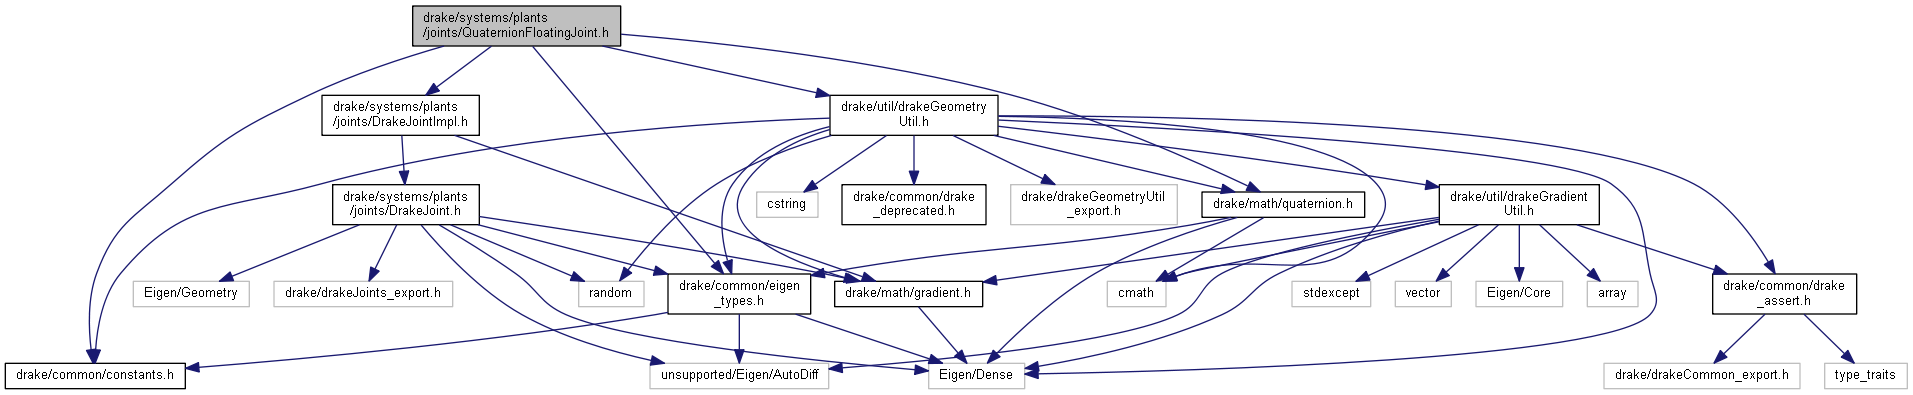 drake/systems/plants
/joints/QuaternionFloatingJoint.h
drake/systems/plants
/joints/DrakeJointImpl.h
drake/util/drakeGeometry
Util.h
drake/systems/plants
/joints/DrakeJoint.h
cstring
drake/common/drake
_deprecated.h
drake/drakeGeometryUtil
_export.h
drake/math/quaternion.h
drake/util/drakeGradient
Util.h
Eigen/Geometry
drake/drakeJoints_export.h
random
drake/common/eigen
_types.h
drake/math/gradient.h
cmath
stdexcept
vector
Eigen/Core
array
drake/common/drake
_assert.h
drake/common/constants.h
unsupported/Eigen/AutoDiff
Eigen/Dense
drake/drakeCommon_export.h
type_traits